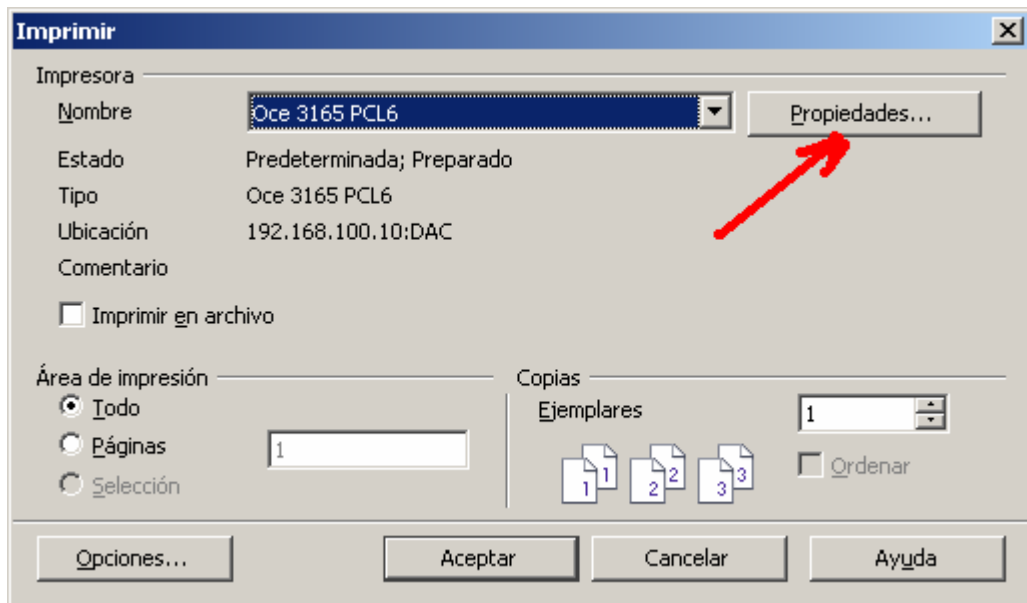 Imprimir
Impresora
Nombre Oce 3165 PCL6 Propiedades...
Estado Predeterminada; Preparado
Tipo Oce 3165 PCL6
Ubicación 192.168.100.10:DAC
Comentario
Imprimir en archivo
Área de impresión Copias
Todo Ejemplares 1
Páginas 1
1 1 2 2 3 3 Ordenar
Selección
Opciones... Aceptar Cancelar Ayuda